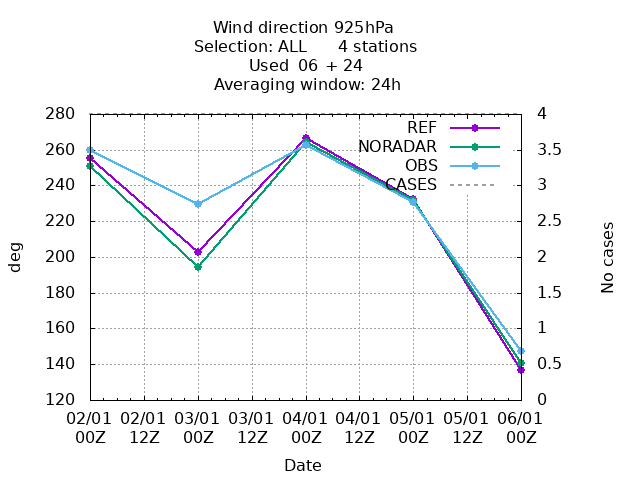 Wind direction 925hPa
Selection: ALL 4 stations
Used 06 + 24
Averaging window: 24h
280
260
240
220
200
180
160
140
120
deg
4
3.5
3
2.5
2
1.5
1
0.5
0
No cases
REF
NORADAR
OBS
CASES
02/01 02/01 03/01 03/01 04/01 04/01 05/01 05/01 06/01
00Z 12Z 00Z 12Z 00Z 12Z 00Z 12Z 00Z
Date